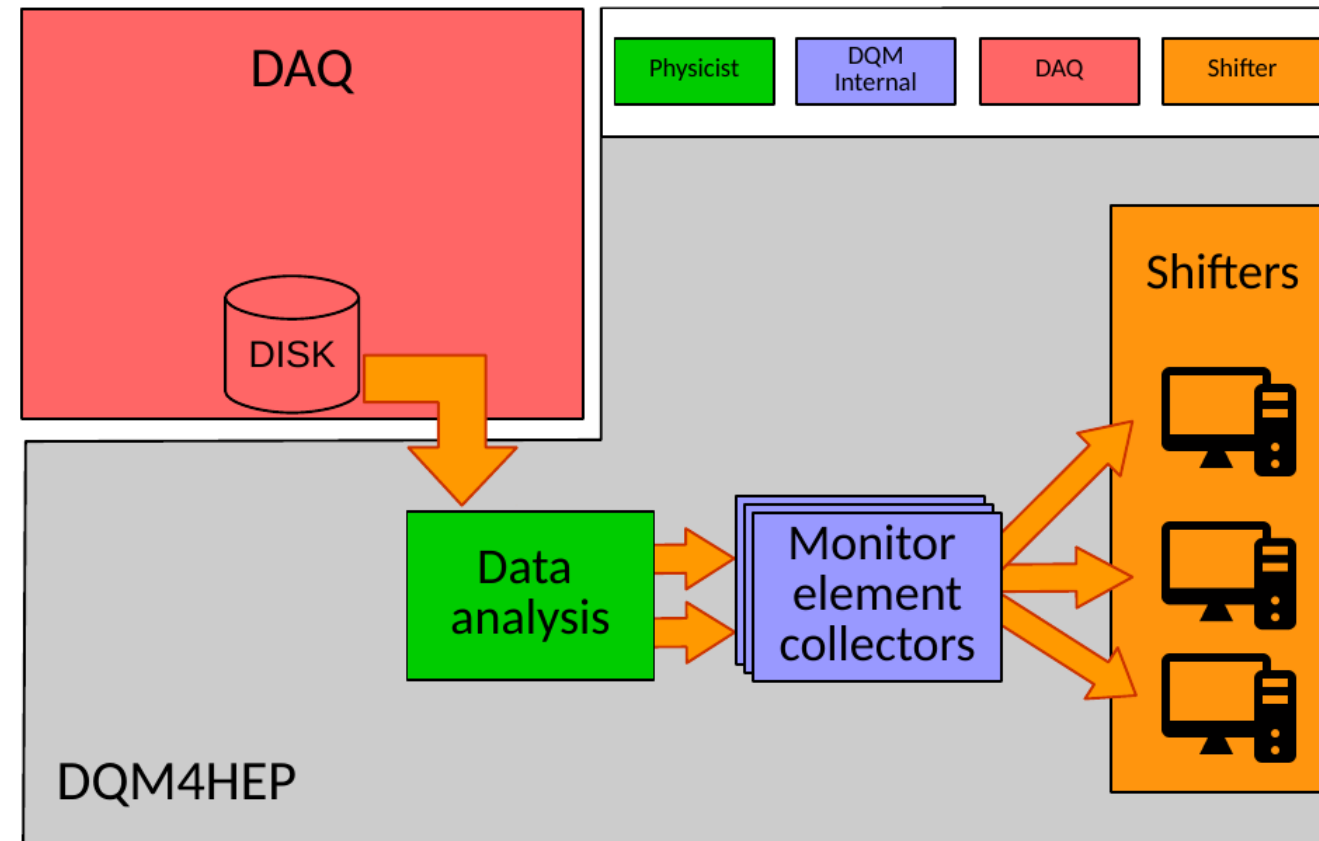 DAQ
Physicist
DQM
Internal
DAQ
Shifter
Shifters
DISK
Data
analysis
Monitor
element
collectors
DQM4HEP